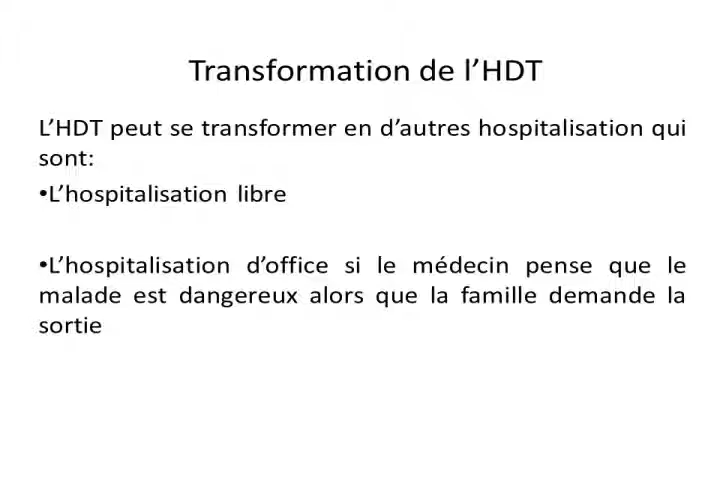 Transformation de l’HDT
L’HDT peut se transformer en d’autres hospitalisation qui
sont:
•L’hospitalisation libre
•L’hospitalisation d’office si le médecin pense que le
malade est dangereux alors que la famille demande la
sortie